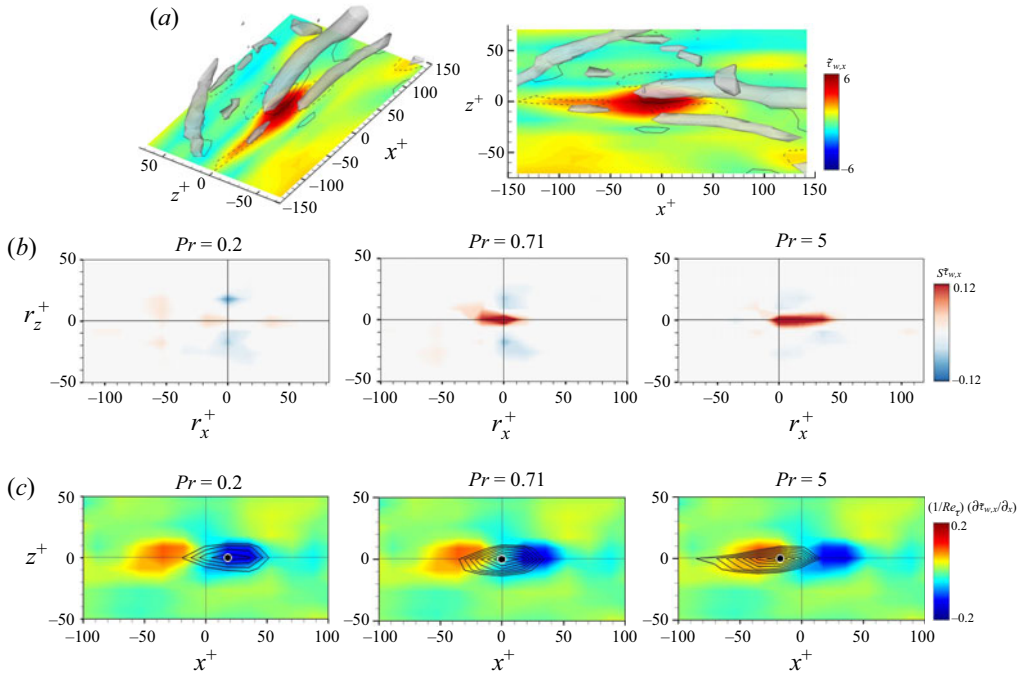 (a)
50
0
−50
z+
−150
−100
−50
0
50
100
150
x+
50
z+ 0
−50
−150 −100 −50 0 50 100 150
x+
τ̃w,x
6
−6
(b)
Pr = 0.2 Pr = 0.71 Pr = 5
50 50 50
rz+ 0 0 0
−50 −50 −50
−100 −50 0 50 −100 −50 0 50 100 −100 −50 0 50 100
rx+ rx+ rx+
Sτ̃w,x
0.12
−0.12
(c)
Pr = 0.2 Pr = 0.71 Pr = 5
50 50 50
z+ 0 0 0
−50 −50 −50
−100 −50 0 50 100 −100 −50 0 50 100 −100 −50 0 50 100
x+ x+ x+
(1/Reτ) (∂τ̃w,x/∂x)
0.2
−0.2